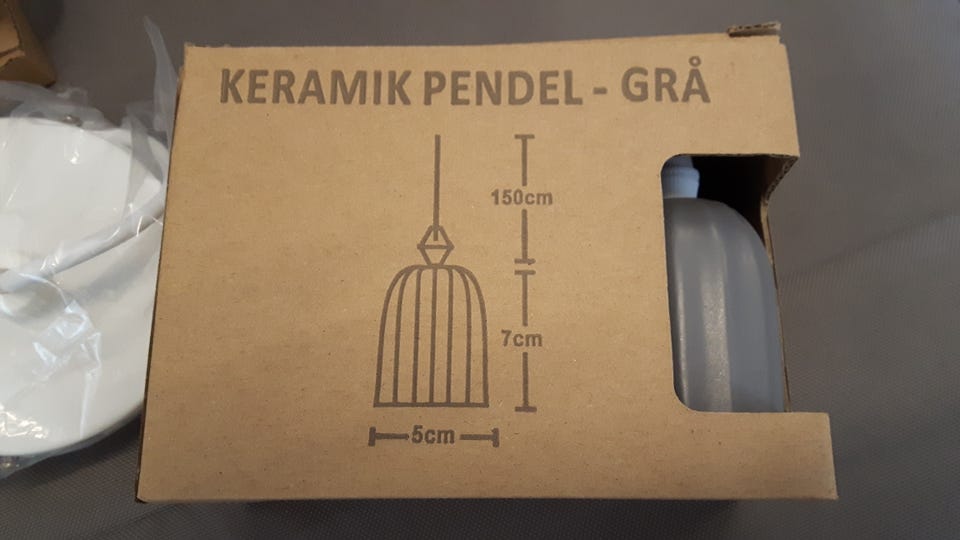 KERAMIK PENDEL - GRÅ
150cm
7cm
5cm